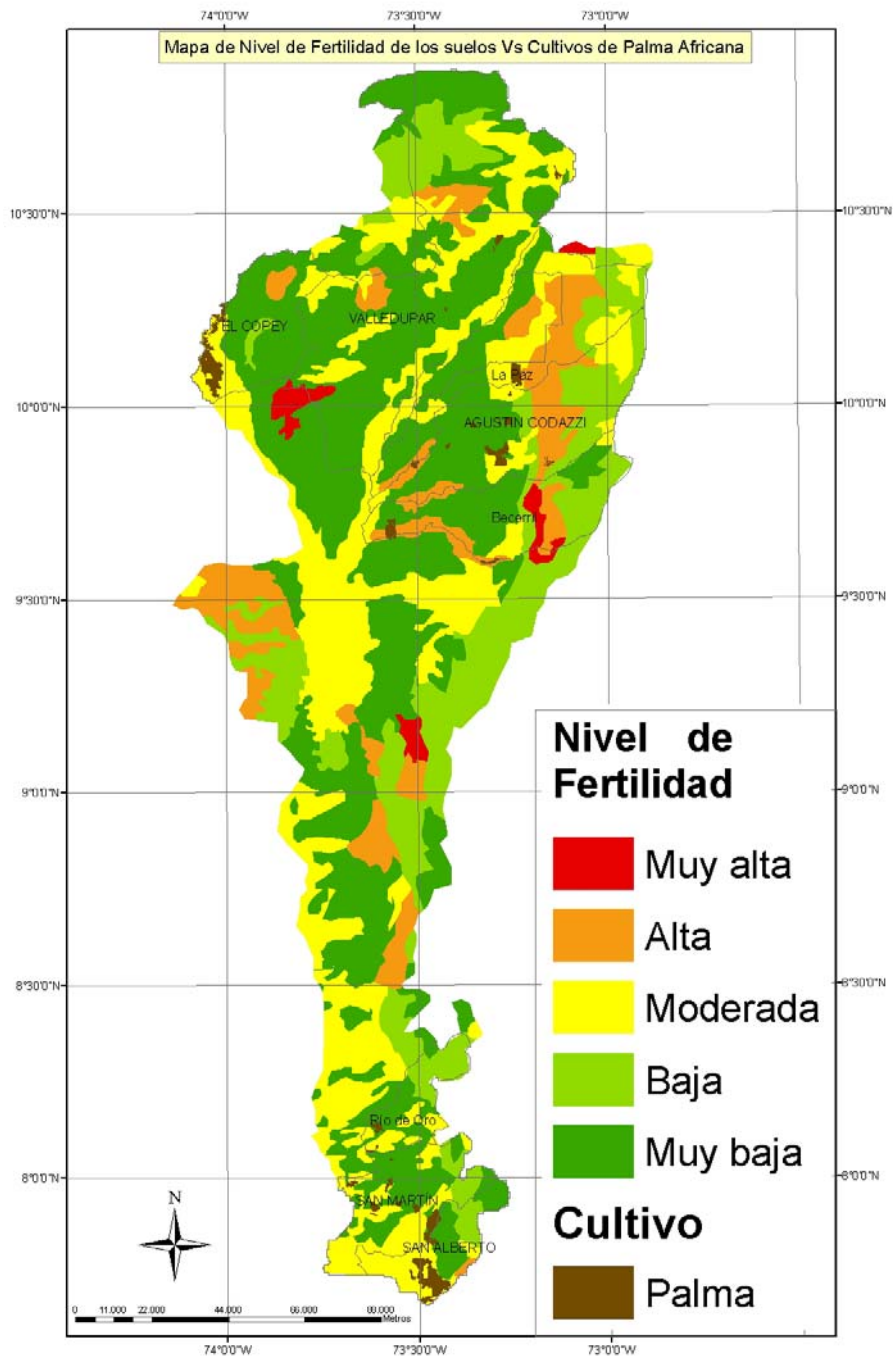 74°0'0"W 73°30'0"W 73°0'0"W
Mapa de Nivel de Fertilidad de los suelos Vs Cultivos de Palma Africana
10°30'0"N 10°30'0"N
EL COPEY VALLEDUPAR
La Paz
10°0'0"N 10°0'0"N
AGUSTIN CODAZZI
Becerril
9°30'0"N 9°30'0"N
Nivel de
Fertilidad
9°0'0"N 9°0'0"N
Muy alta
Alta
8°30'0"N 8°30'0"N
Moderada
Baja
Río de Oro
Muy baja
8°0'0"N 8°0'0"N
SAN MARTÍN
N
Cultivo
SAN ALBERTO
Palma
0 11.000 22.000 44.000 66.000 88.000
Metros
74°0'0"W 73°30'0"W 73°0'0"W